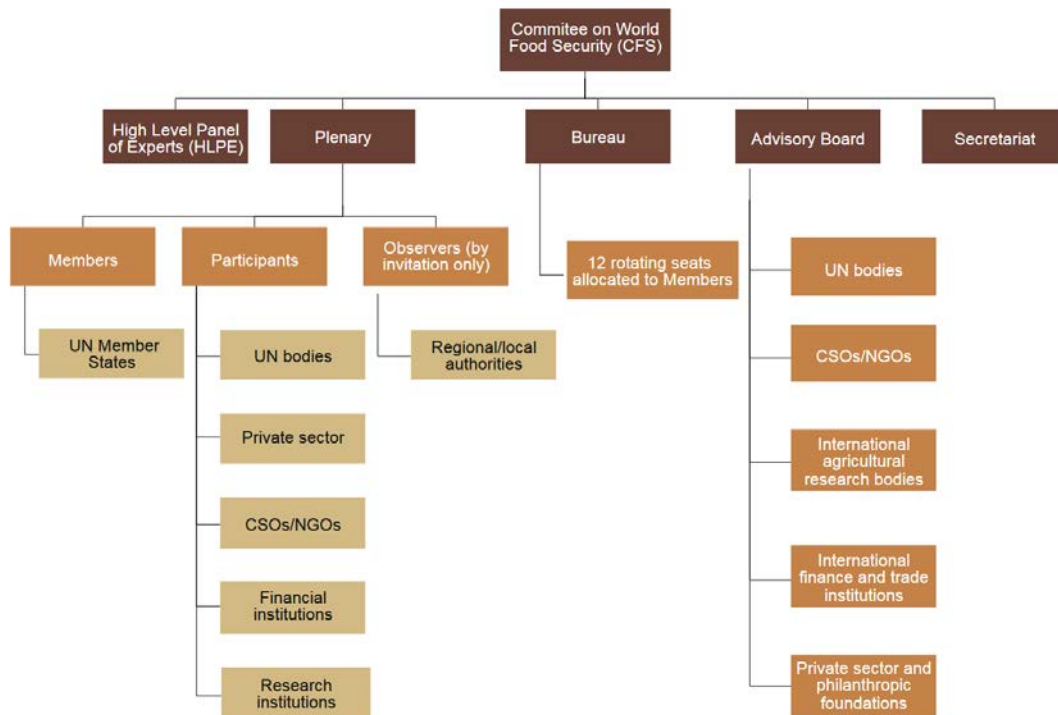 Commitee on World
Food Security (CFS)
High Level Panel
of Experts (HLPE)
Plenary
Bureau
Advisory Board
Secretariat
Members
Participants
Observers (by
invitation only)
12 rotating seats
allocated to Members
UN bodies
UN Member
States
UN bodies
Regional/local
authorities
CSOs/NGOs
Private sector
International
agricultural
research bodies
CSOs/NGOs
Financial
institutions
International
finance and trade
institutions
Research
institutions
Private sector and
philanthropic
foundations